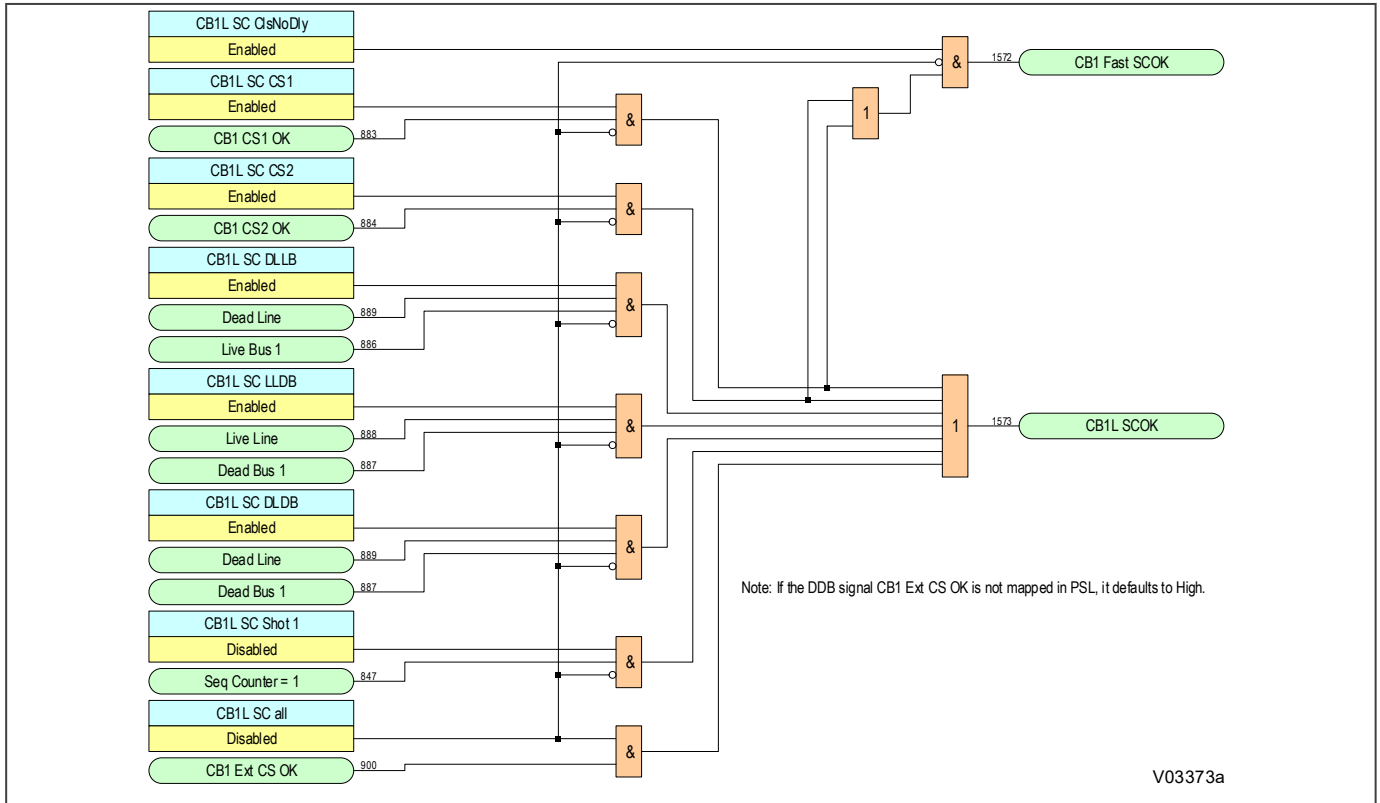 CB1L SC ClsNoDly
Enabled
& 1572 CB1 Fast SCOK
CB1L SC CS1
Enabled
1
&
CB1 CS1 OK 883
CB1L SC CS2
Enabled
&
CB1 CS2 OK 884
CB1L SC DLLB
Enabled
&
Dead Line 889
Live Bus 1 886
CB1L SC LLDB
Enabled
& 1 1573 CB1L SCOK
Live Line 888
Dead Bus 1 887
CB1L SC DLDB
Enabled
&
Dead Line 889
Dead Bus 1 887
Note: If the DDB signal CB1 Ext CS OK is not mapped in PSL, it defaults to High.
CB1L SC Shot 1
Disabled
&
Seq Counter = 1 847
CB1L SC all
Disabled
&
CB1 Ext CS OK 900
V03373a